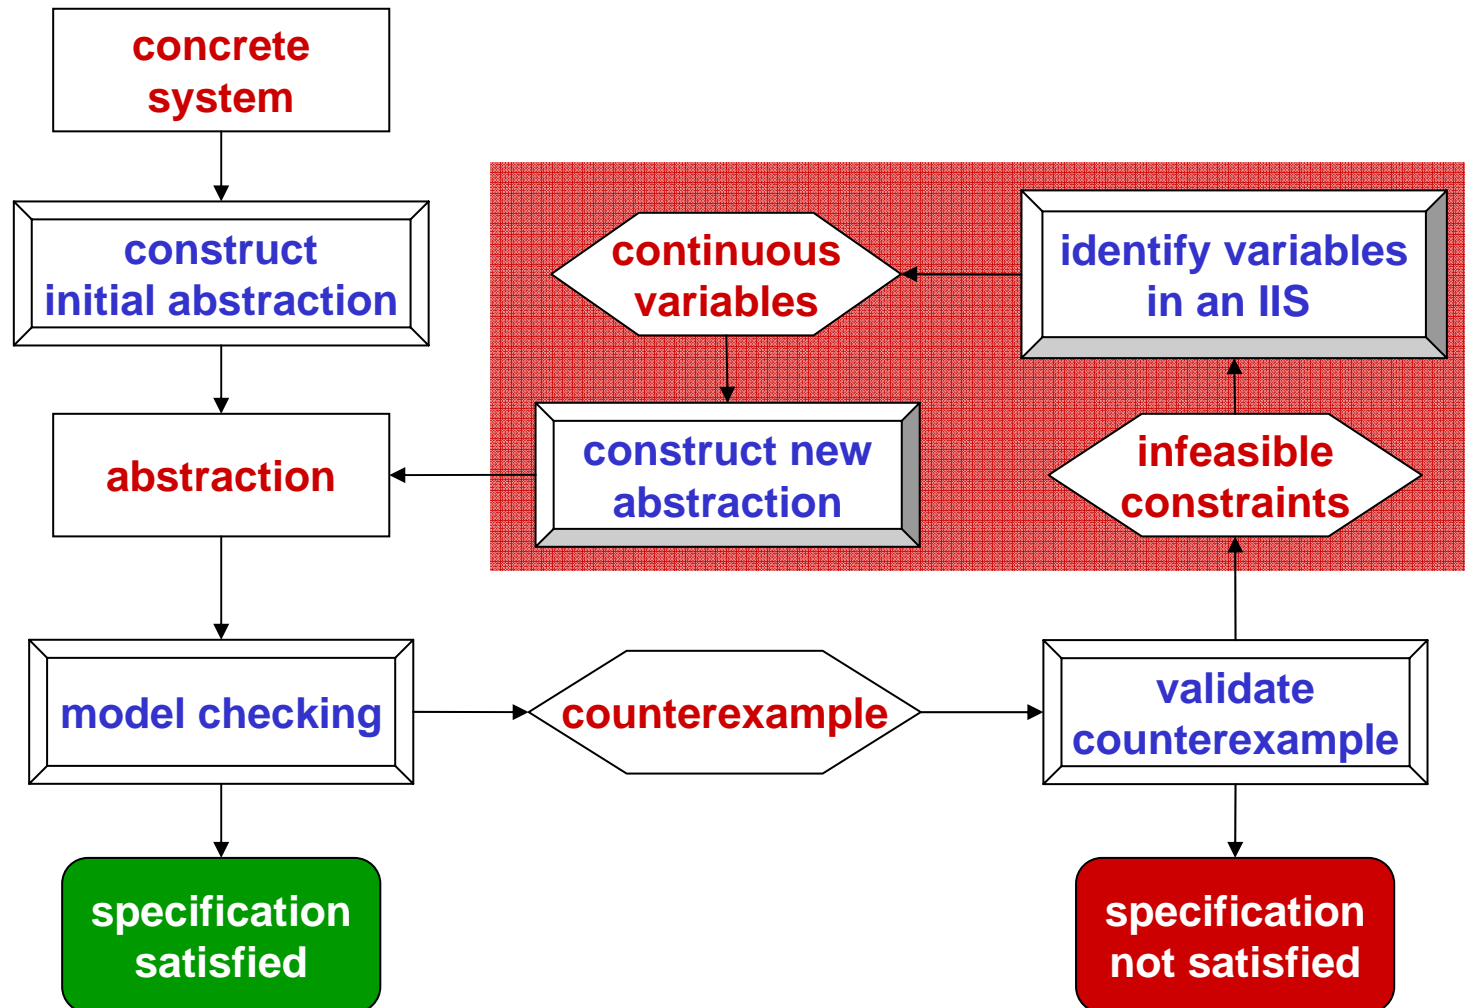 concrete
system
construct
initial abstraction
continuous
variables
identify variables
in an IIS
abstraction
construct new
abstraction
infeasible
constraints
model checking
counterexample
validate
counterexample
specification
satisfied
specification
not satisfied